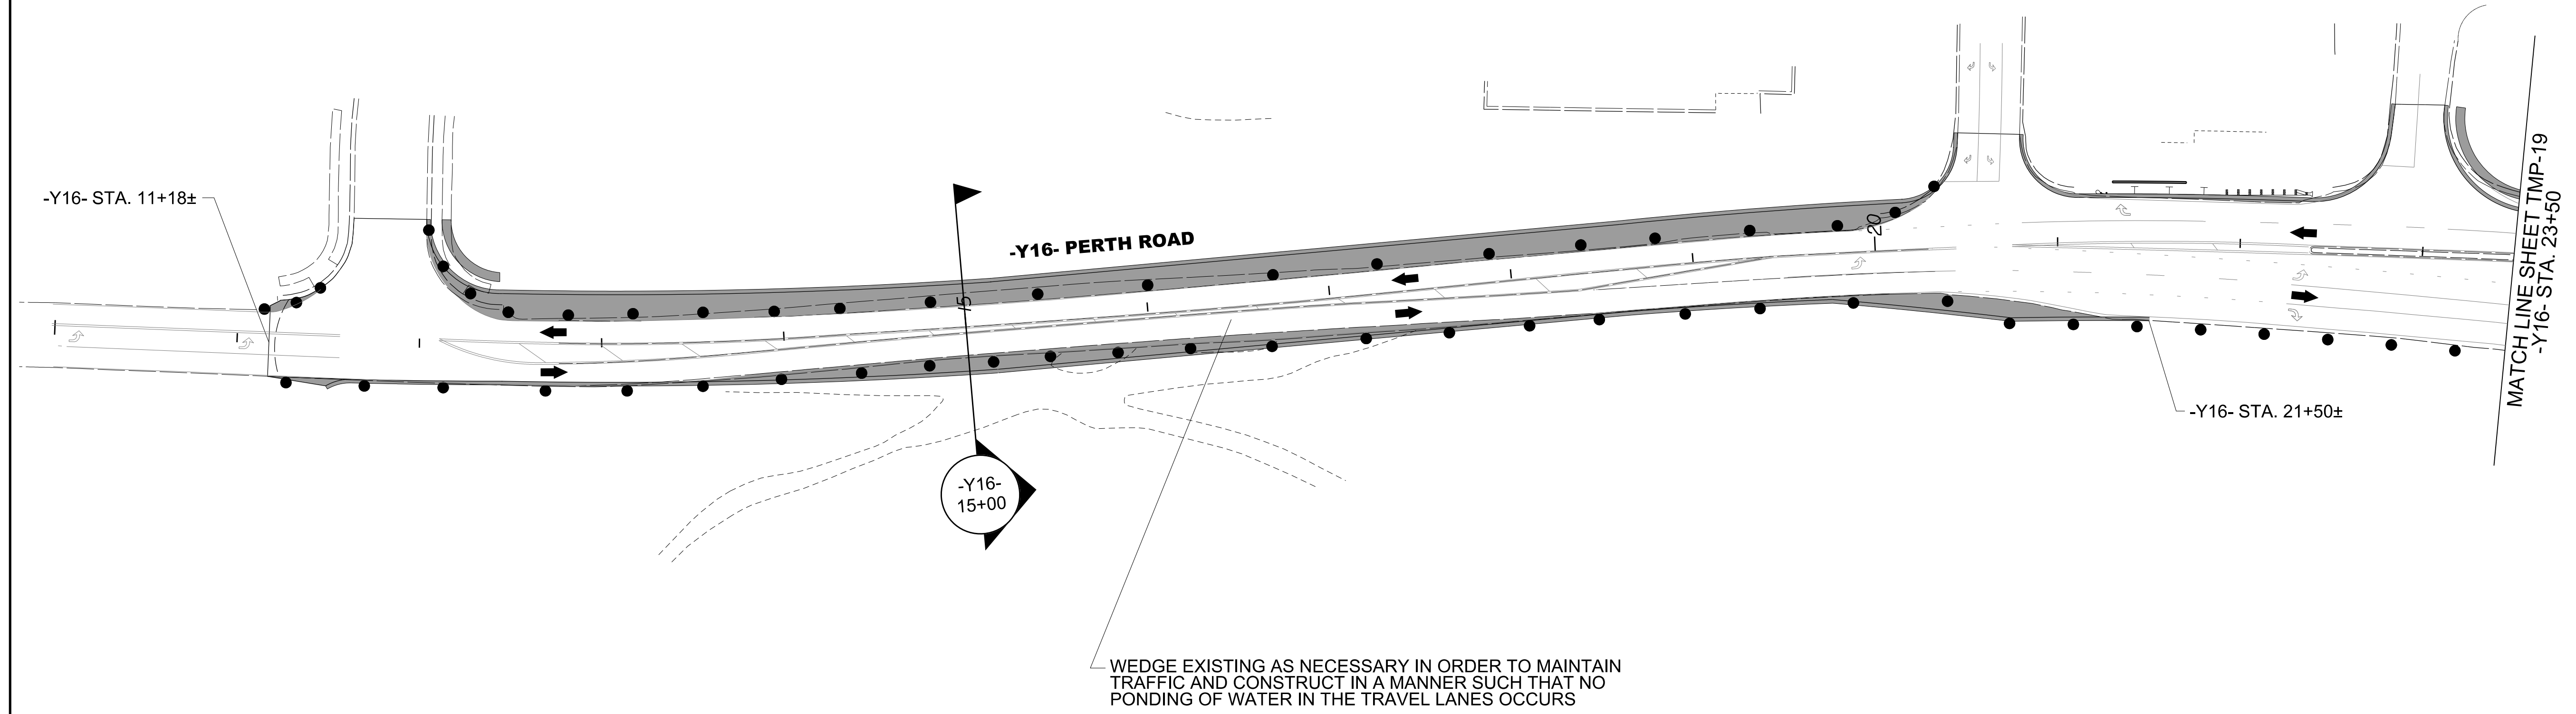 -Y16- STA. 11+18±
-Y16- PERTH ROAD
15
20
-Y16-
15+00
MATCH LINE SHEET TMP-19
-Y16- STA. 23+50
-Y16- STA. 21+50±
WEDGE EXISTING AS NECESSARY IN ORDER TO MAINTAIN
TRAFFIC AND CONSTRUCT IN A MANNER SUCH THAT NO
PONDING OF WATER IN THE TRAVEL LANES OCCURS